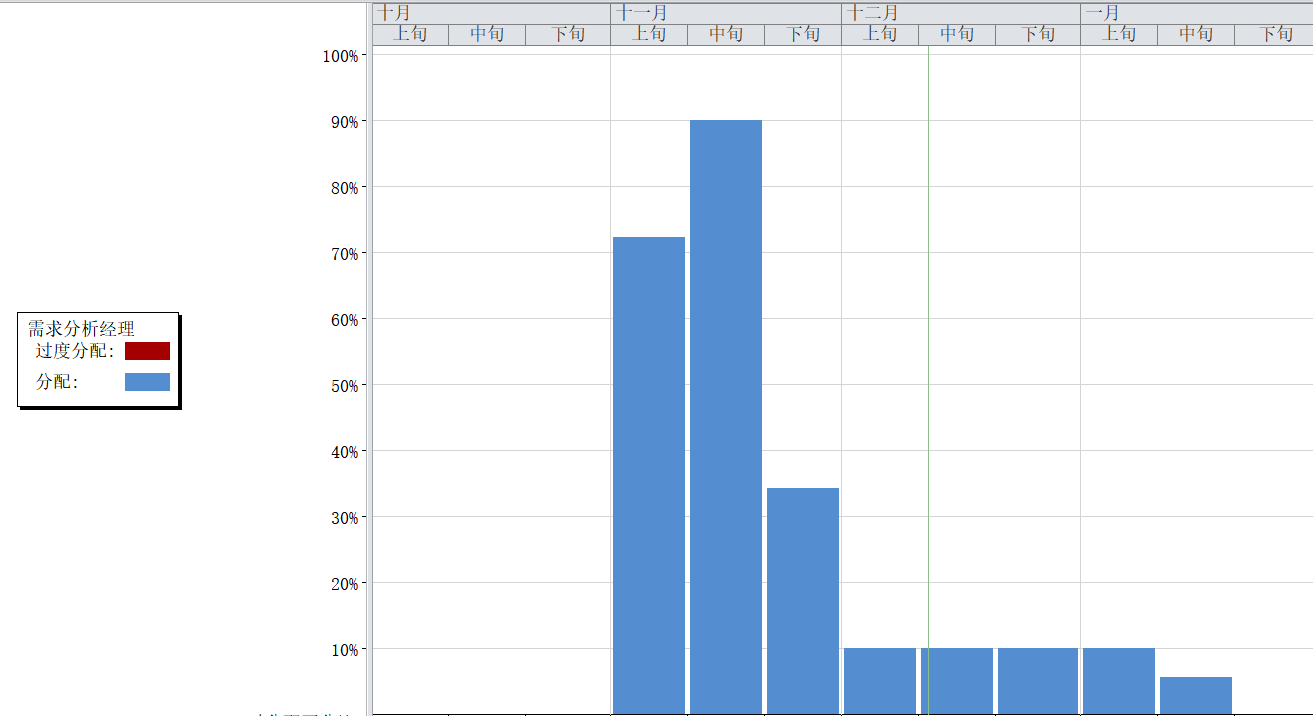 十月 十一月 十二月 一月
上旬 中旬 下旬 上旬 中旬 下旬 上旬 中旬 下旬 上旬 中旬 下旬
100%
90%
80%
70%
60%
50%
40%
30%
20%
10%
需求分析经理
过度分配:
分配: